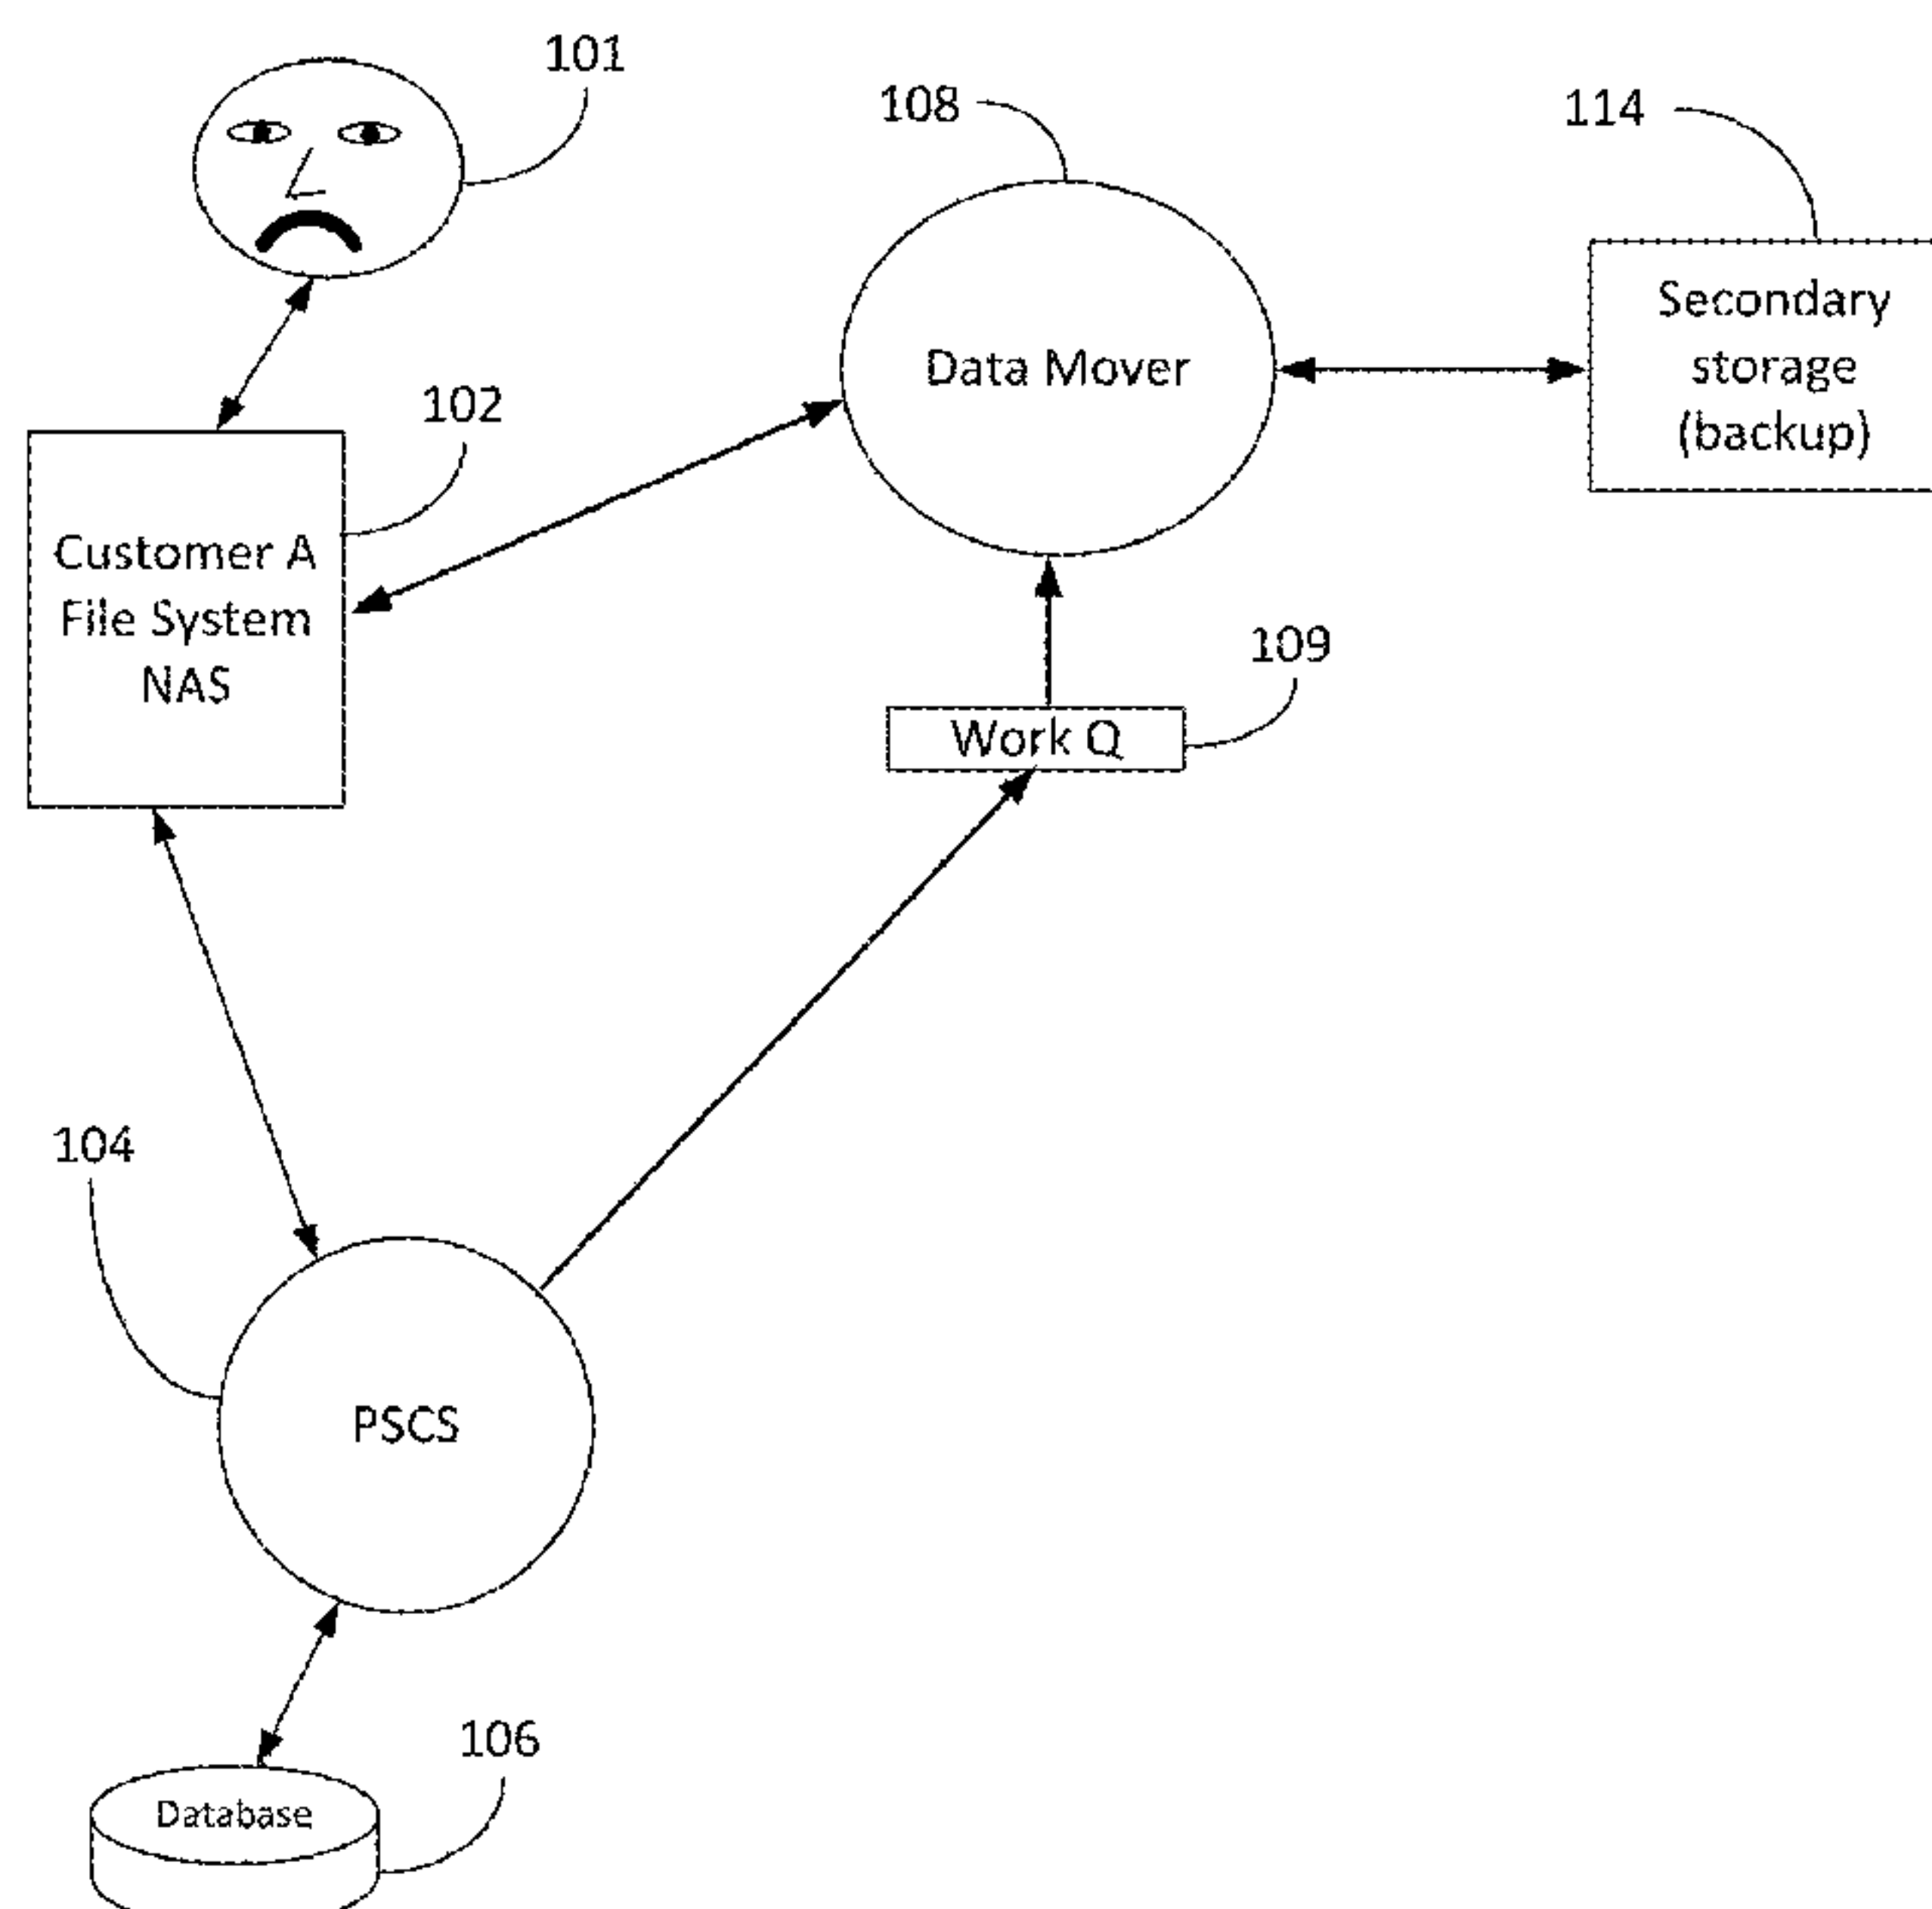 101
108
114
Secondary
storage
(backup)
Data Mover
102
Customer A
File System
NAS
109
Work Q
104
PSCS
106
Database